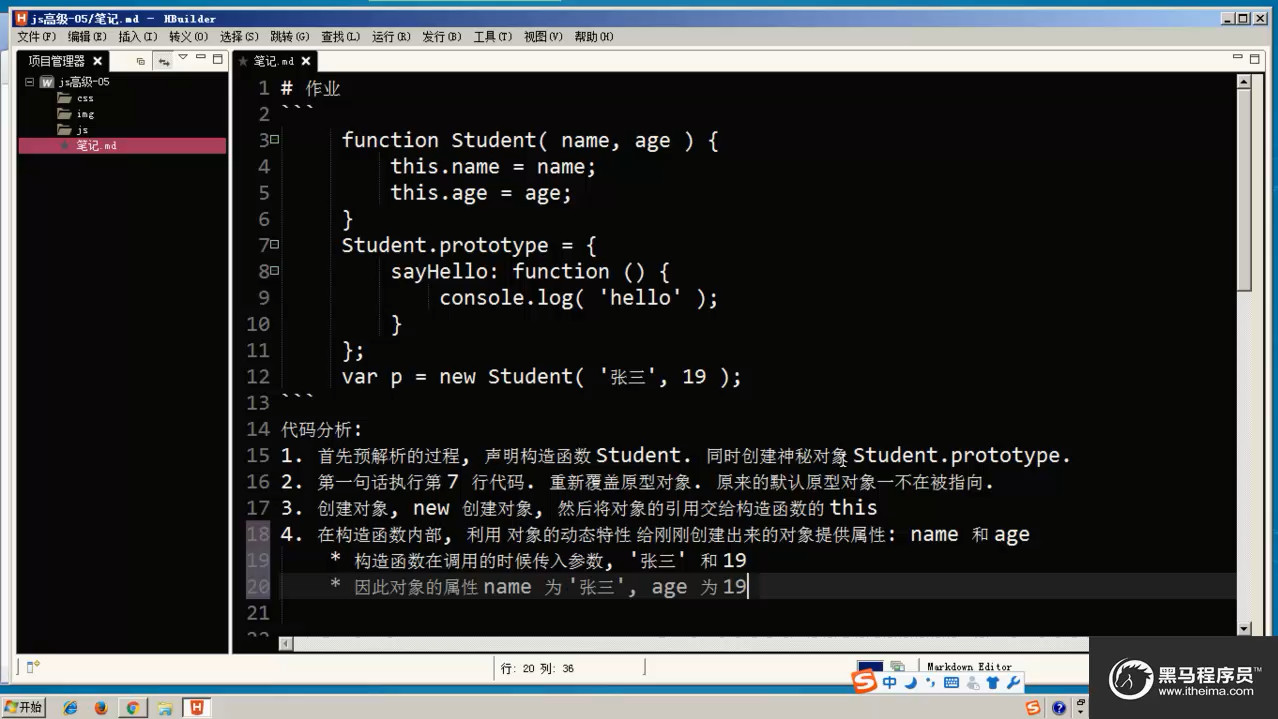 js高级-05/笔记.md - HBuilder
文件(F) 编辑(E) 插入(I) 转义(O) 选择(S) 跳转(G) 查找(L) 运行(R) 发行(B) 工具(T) 视图(V) 帮助(H)
项目管理器
笔记.md
js高级-05
css
img
js
笔记.md
1 # 作业
2 ```
3 function Student( name, age ) {
4 this.name = name;
5 this.age = age;
6 }
7 Student.prototype = {
8 sayHello: function () {
9 console.log( 'hello' );
10 }
11 };
12 var p = new Student( '张三', 19 );
13 ```
14 代码分析:
15 1. 首先预解析的过程, 声明构造函数 Student. 同时创建神秘对象 Student.prototype.
16 2. 第一句话执行第 7 行代码. 重新覆盖原型对象. 原来的默认原型对象一不在被指向.
17 3. 创建对象, new 创建对象, 然后将对象的引用交给构造函数的 this
18 4. 在构造函数内部, 利用 对象的动态特性 给刚刚创建出来的对象提供属性: name 和 age
19 * 构造函数在调用的时候传入参数, '张三' 和 19
20 * 因此对象的属性 name 为 '张三', age 为 19
21
行: 20 列: 36
Markdown Editor
中
黑马程序员
www.itheima.com
开始